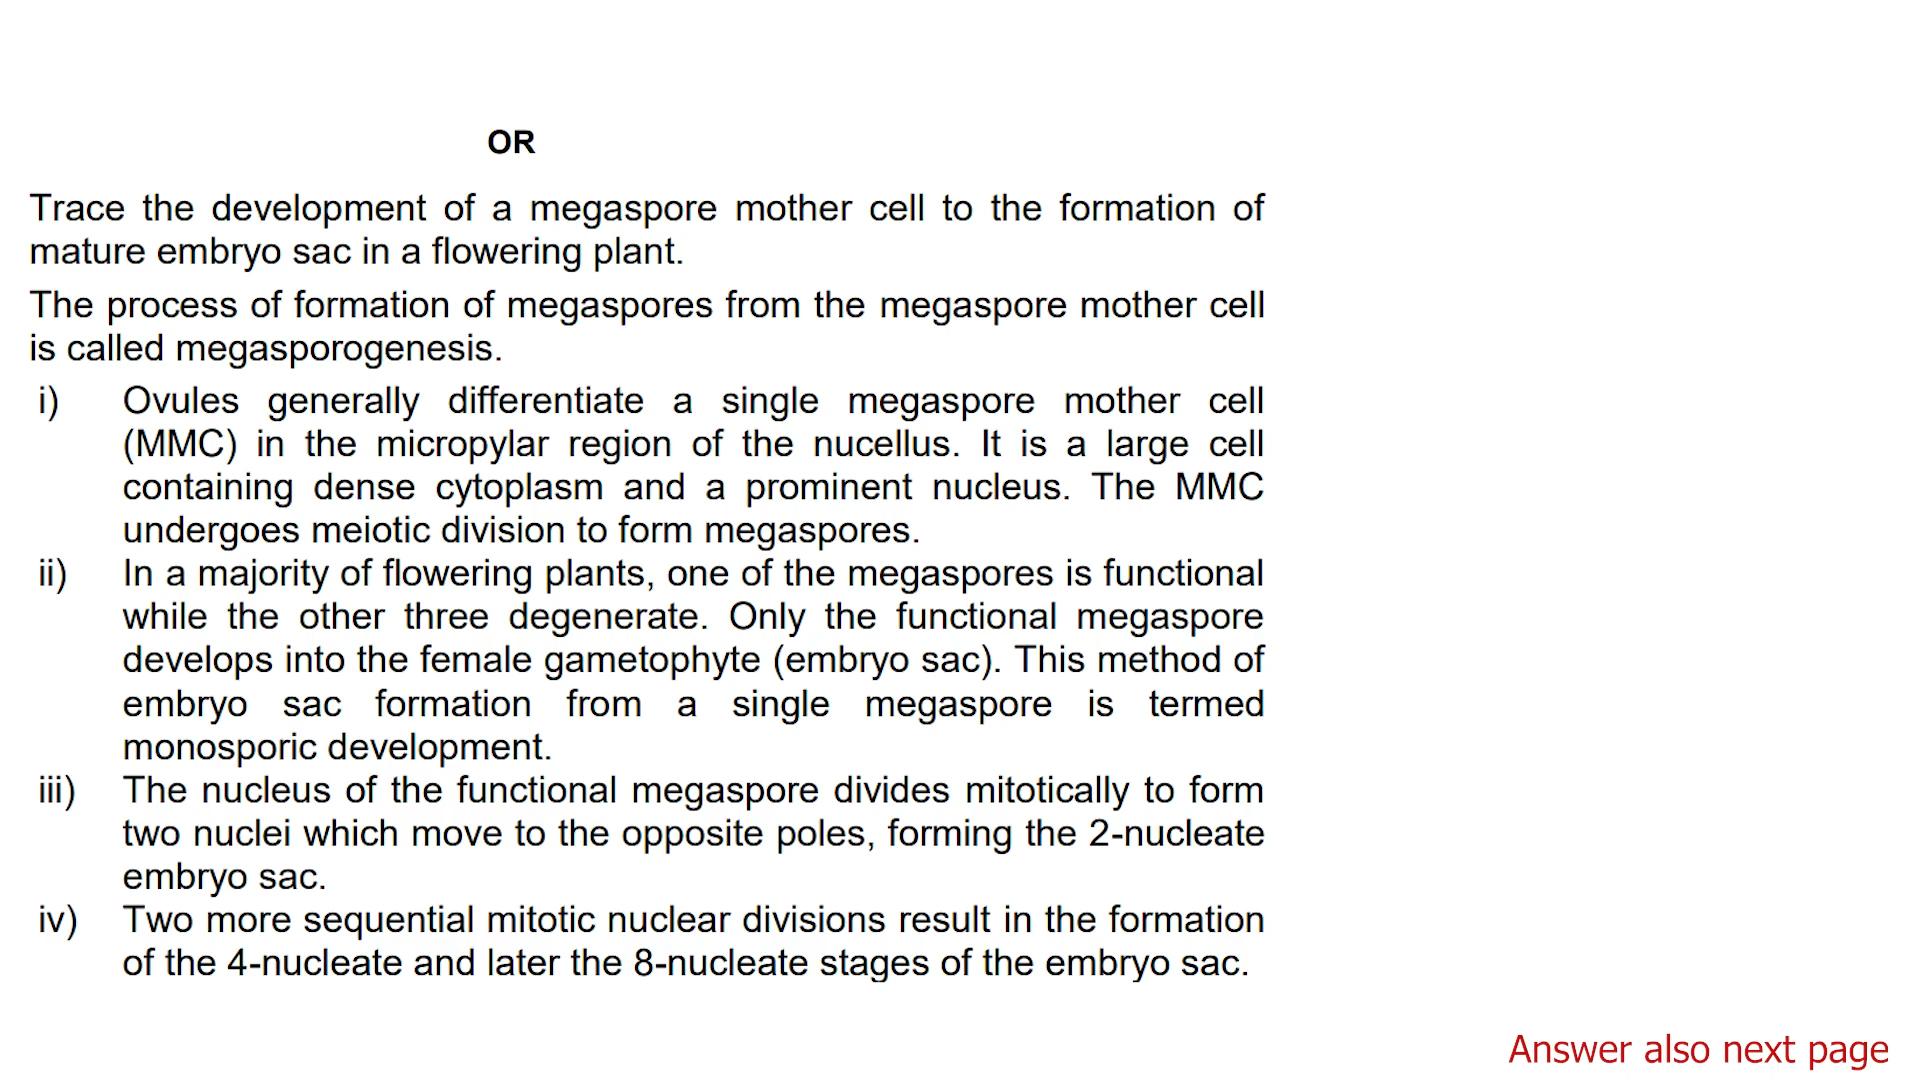 OR
Trace the development of a megaspore mother cell to the formation of
mature embryo sac in a flowering plant.
The process of formation of megaspores from the megaspore mother cell
is called megasporogenesis.
i) Ovules generally differentiate a single megaspore mother cell
(MMC) in the micropylar region of the nucellus. It is a large cell
containing dense cytoplasm and a prominent nucleus. The MMC
undergoes meiotic division to form megaspores.
ii) In a majority of flowering plants, one of the megaspores is functional
while the other three degenerate. Only the functional megaspore
develops into the female gametophyte (embryo sac). This method of
embryo sac formation from a single megaspore is termed
monosporic development.
iii) The nucleus of the functional megaspore divides mitotically to form
two nuclei which move to the opposite poles, forming the 2-nucleate
embryo sac.
iv) Two more sequential mitotic nuclear divisions result in the formation
of the 4-nucleate and later the 8-nucleate stages of the embryo sac.
Answer also next page